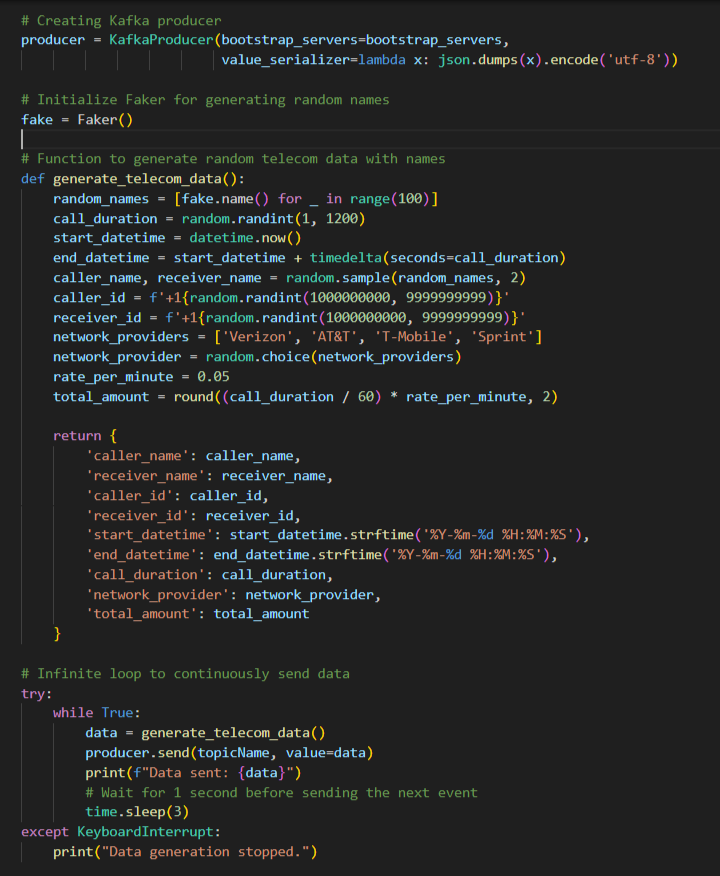 # Creating Kafka producer
producer = KafkaProducer(bootstrap_servers=bootstrap_servers,
                         value_serializer=lambda x: json.dumps(x).encode('utf-8'))

# Initialize Faker for generating random names
fake = Faker()

# Function to generate random telecom data with names
def generate_telecom_data():
    random_names = [fake.name() for _ in range(100)]
    call_duration = random.randint(1, 1200)
    start_datetime = datetime.now()
    end_datetime = start_datetime + timedelta(seconds=call_duration)
    caller_name, receiver_name = random.sample(random_names, 2)
    caller_id = f'+1{random.randint(1000000000, 9999999999)}'
    receiver_id = f'+1{random.randint(1000000000, 9999999999)}'
    network_providers = ['Verizon', 'AT&T', 'T-Mobile', 'Sprint']
    network_provider = random.choice(network_providers)
    rate_per_minute = 0.05
    total_amount = round((call_duration / 60) * rate_per_minute, 2)

    return {
        'caller_name': caller_name,
        'receiver_name': receiver_name,
        'caller_id': caller_id,
        'receiver_id': receiver_id,
        'start_datetime': start_datetime.strftime('%Y-%m-%d %H:%M:%S'),
        'end_datetime': end_datetime.strftime('%Y-%m-%d %H:%M:%S'),
        'call_duration': call_duration,
        'network_provider': network_provider,
        'total_amount': total_amount
    }

# Infinite loop to continuously send data
try:
    while True:
        data = generate_telecom_data()
        producer.send(topicName, value=data)
        print(f"Data sent: {data}")
        # Wait for 1 second before sending the next event
        time.sleep(3)
except KeyboardInterrupt:
    print("Data generation stopped.")